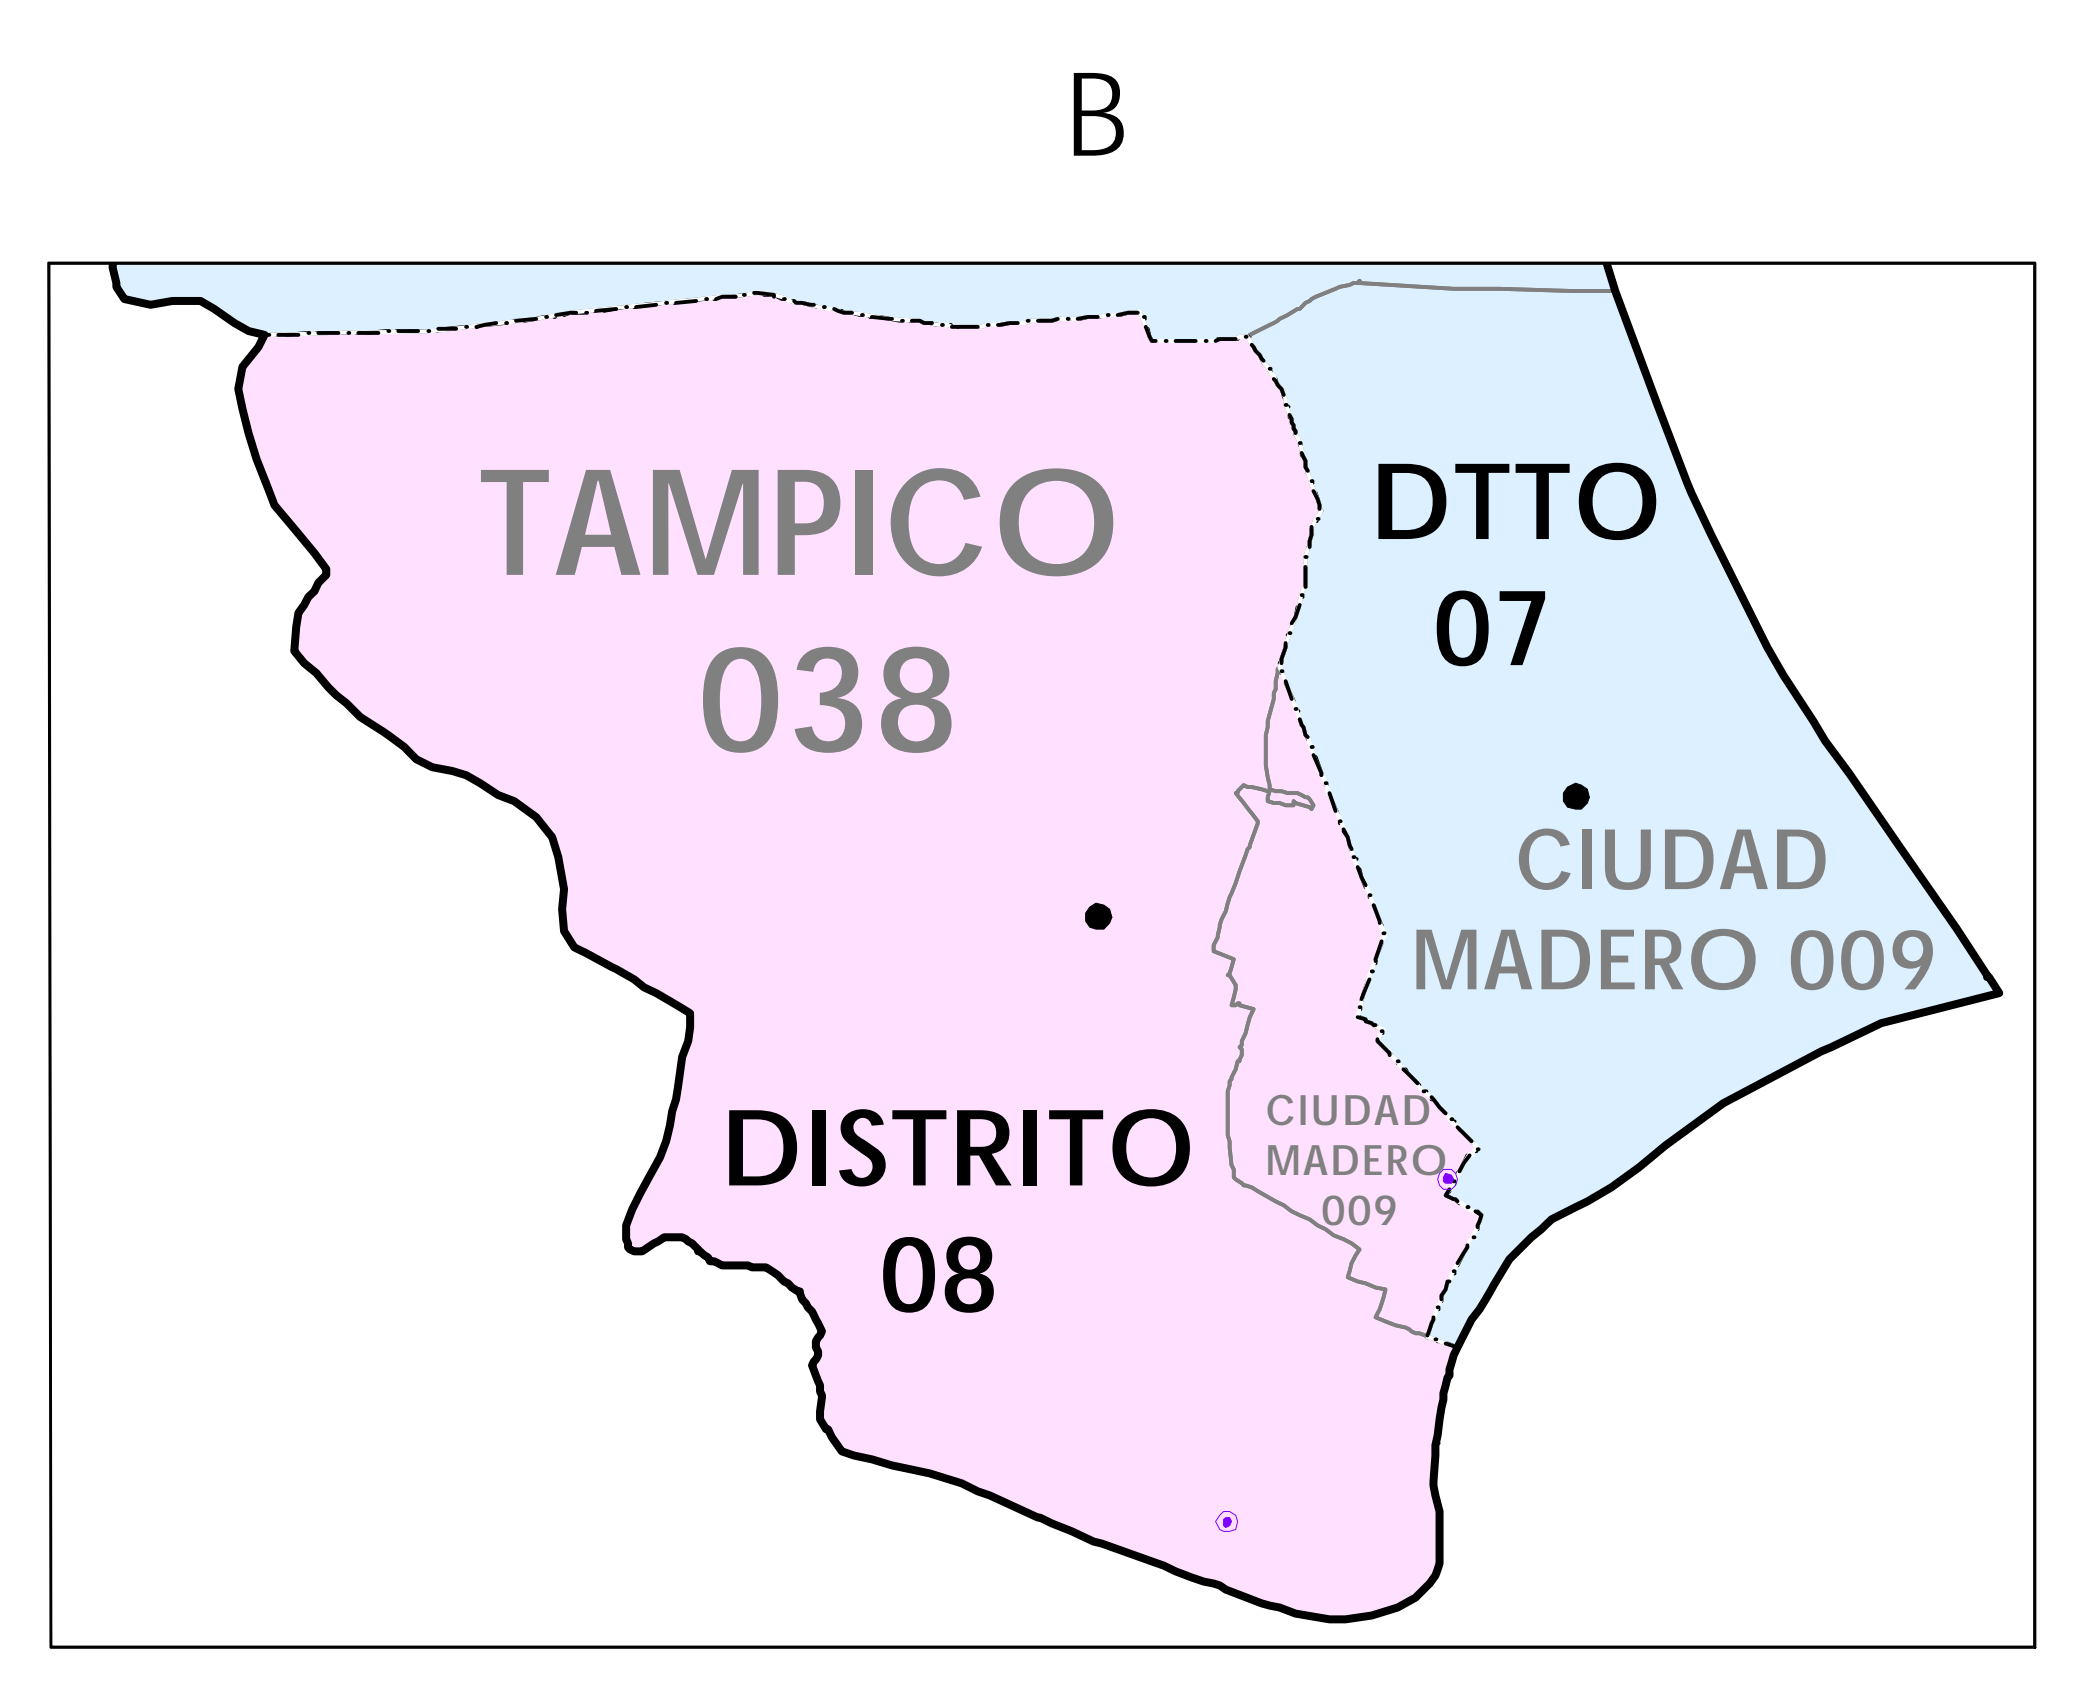 B
TAMPICO
038
DTTO
07
CIUDAD
MADERO 009
DISTRITO
08
CIUDAD
MADERO
009